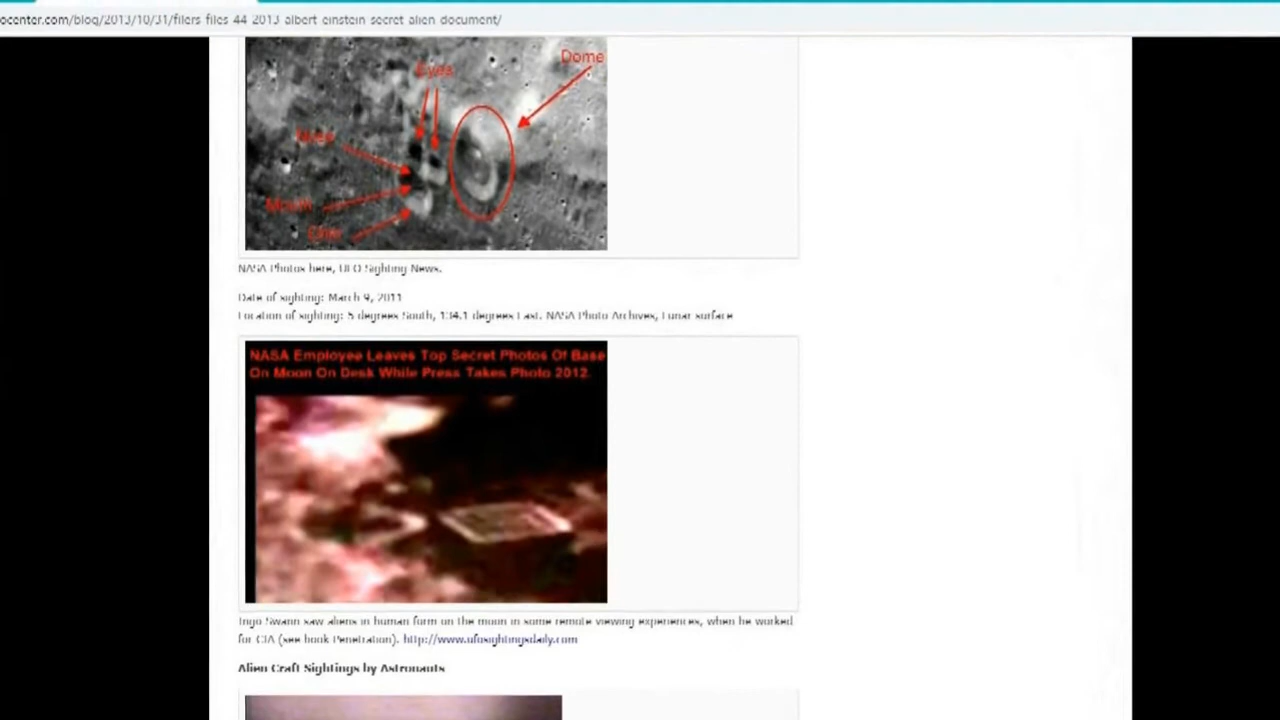 ocenter.com/blog/2013/10/31/filers-files-44-2013-albert-einstein-secret-alien-document/
Dome
Eyes
Nose
Mouth
Chin
NASA Photos here, UFO Sighting News.
Date of sighting: March 9, 2011
Location of sighting: 5 degrees South, 134.1 degrees East. NASA Photo Archives, Lunar surface
NASA Employee Leaves Top Secret Photos Of Base
On Moon On Desk While Press Takes Photo 2012.
Ingo Swann saw aliens in human form on the moon in some remote viewing experiences, when he worked
for CIA (see book Penetration). http://www.ufosightingsdaily.com
Alien Craft Sightings by Astronauts